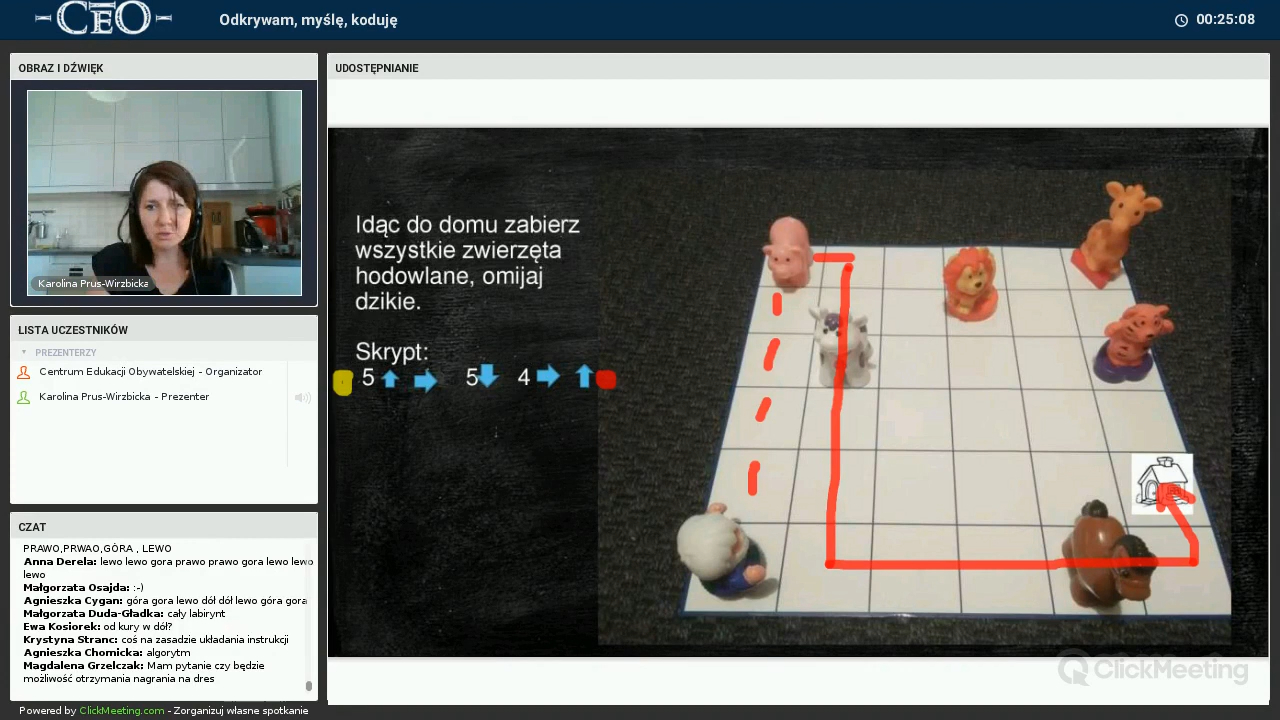 CEO
Odkrywam, myślę, koduję
00:25:08
OBRAZ I DŹWIĘK
Karolina Prus-Wirzbicka
LISTA UCZESTNIKÓW
PREZENTERZY
Centrum Edukacji Obywatelskiej - Organizator
Karolina Prus-Wirzbicka - Prezenter
CZAT
PRAWO,PRWAO,GÒRA , LEWO
Anna Derela: lewo lewo gora prawo prawo gora lewo lewo
lewo
Małgorzata Osajda: :-)
Agnieszka Cygan: góra gora lewo dół dół lewo góra gora
Małgorzata Duda-Gładka: cały labirynt
Ewa Kosiorek: od kury w dół?
Krystyna Stranc: coś na zasadzie układania instrukcji
Agnieszka Chomicka: algorytm
Magdalena Grzelczak: Mam pytanie czy będzie
możliwość otrzymania nagrania na dres
Powered by ClickMeeting.com - Zorganizuj własne spotkanie
UDOSTĘPNIANIE
Idąc do domu zabierz
wszystkie zwierzęta
hodowlane, omijaj
dzikie.
Skrypt:
5 5 4
ClickMeeting